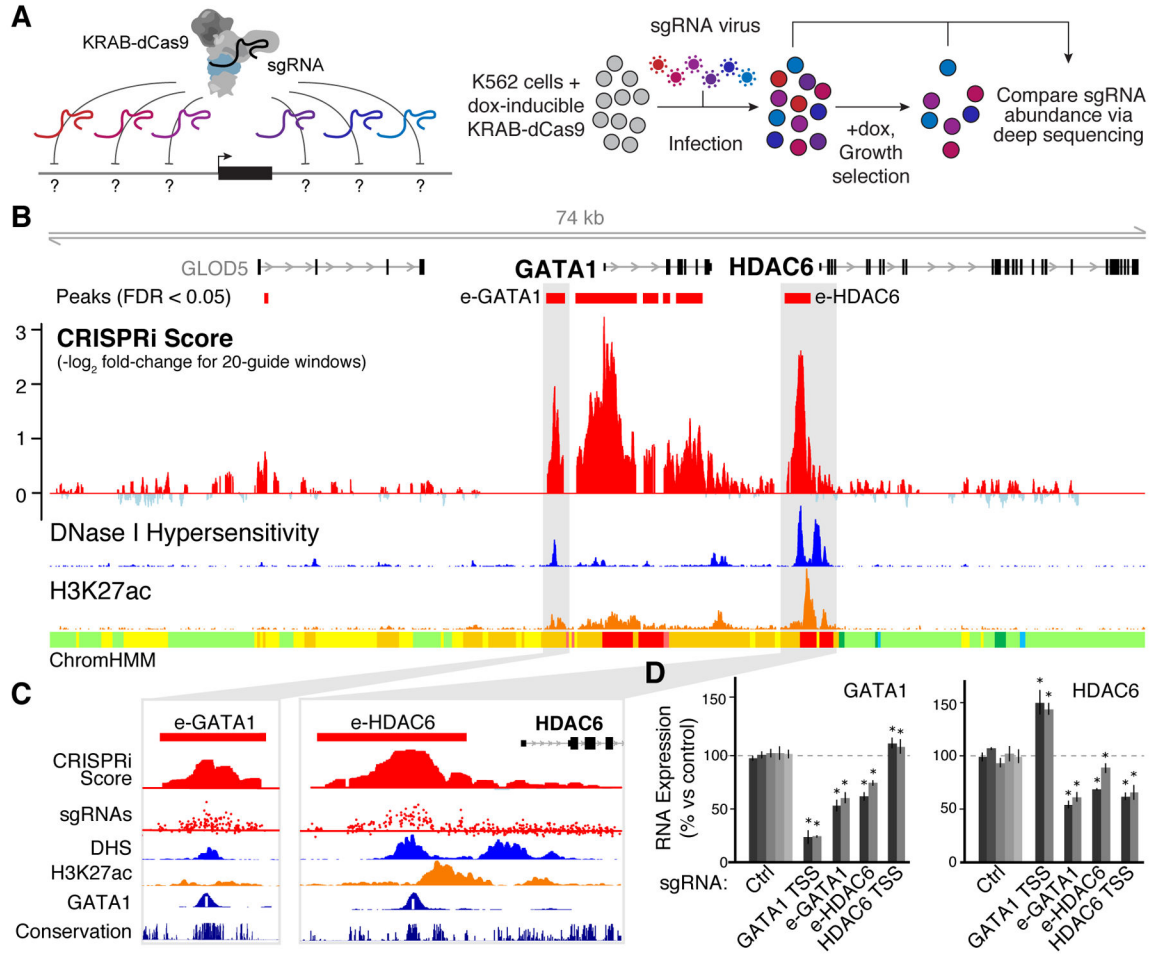 A
KRAB-dCas9
sgRNA
? ? ? ? ? ?
sgRNA virus
K562 cells +
dox-inducible
KRAB-dCas9
Infection
+dox,
Growth
selection
Compare sgRNA
abundance via
deep sequencing
B
74 kb
GLOD5
GATA1
HDAC6
Peaks (FDR < 0.05)
e-GATA1
e-HDAC6
CRISPRi Score
(-log2 fold-change for 20-guide windows)
3
2
1
0
DNase I Hypersensitivity
H3K27ac
ChromHMM
C
e-GATA1
e-HDAC6
HDAC6
CRISPRi
Score
sgRNAs
DHS
H3K27ac
GATA1
Conservation
D
RNA Expression
(% vs control)
GATA1
150
100
50
0
* * * * * * * *
sgRNA:
Ctrl
GATA1 TSS
e-GATA1
e-HDAC6
HDAC6 TSS
HDAC6
150
100
50
0
* * * * * * * *
Ctrl
GATA1 TSS
e-GATA1
e-HDAC6
HDAC6 TSS